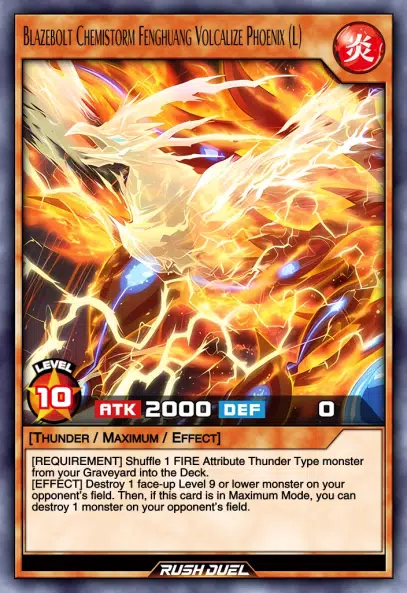 Blazebolt Chemistorm Fenghuang Volcalize Phoenix (L)
炎
LEVEL
10
ATK 2000 DEF 0
[Thunder / Maximum / Effect]
[REQUIREMENT] Shuffle 1 FIRE Attribute Thunder Type monster
from your Graveyard into the Deck.
[EFFECT] Destroy 1 face-up Level 9 or lower monster on your
opponent's field. Then, if this card is in Maximum Mode, you can
destroy 1 monster on your opponent's field.
RUSH DUEL